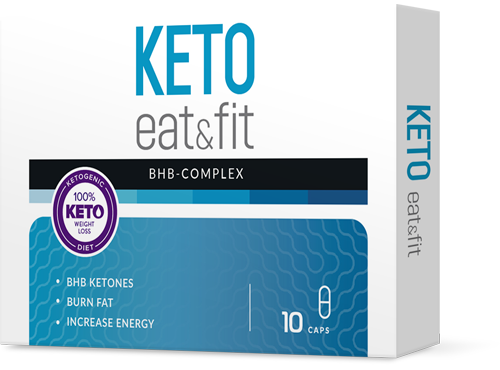 KETO
eat&fit
BHB-COMPLEX
KETOGENIC
100%
KETO
WEIGHT
LOSS
DIET
• BHB KETONES
• BURN FAT
• INCREASE ENERGY
10 CAPS
KETO
eat&fit